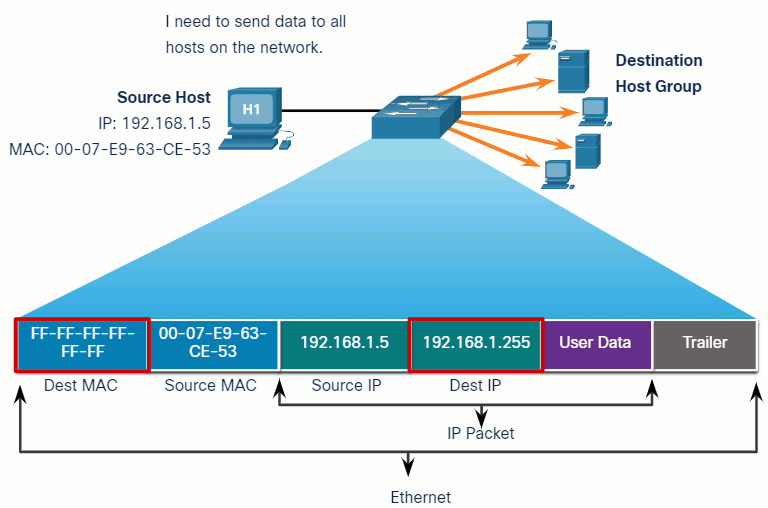 I need to send data to all
hosts on the network.
Destination
Host Group
Source Host
IP: 192.168.1.5
MAC: 00-07-E9-63-CE-53
H1
FF-FF-FF-FF-
FF-FF
00-07-E9-63-
CE-53
192.168.1.5
192.168.1.255
User Data
Trailer
Dest MAC
Source MAC
Source IP
Dest IP
IP Packet
Ethernet